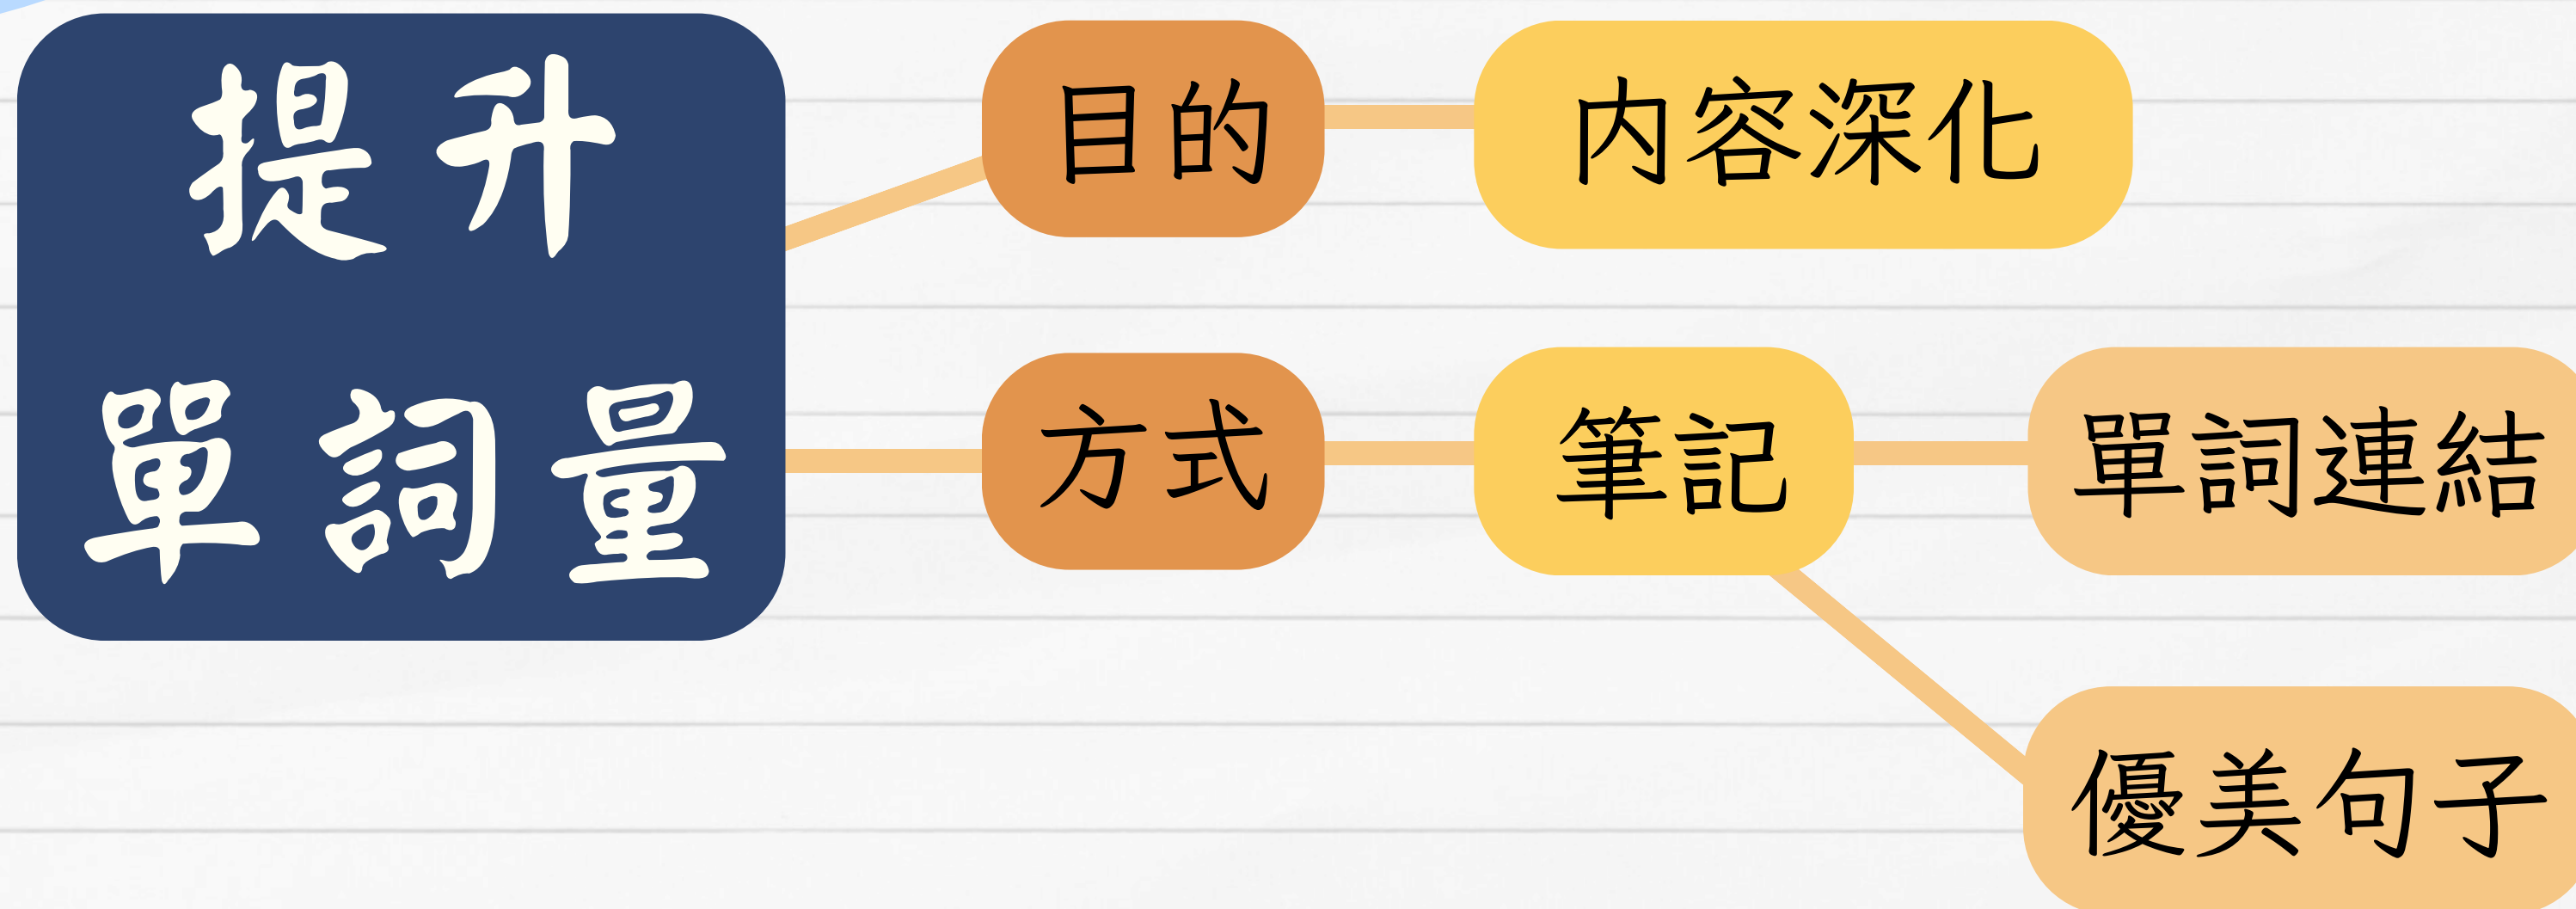 提升
單詞量
目的
內容深化
方式
筆記
單詞連結
優美句子